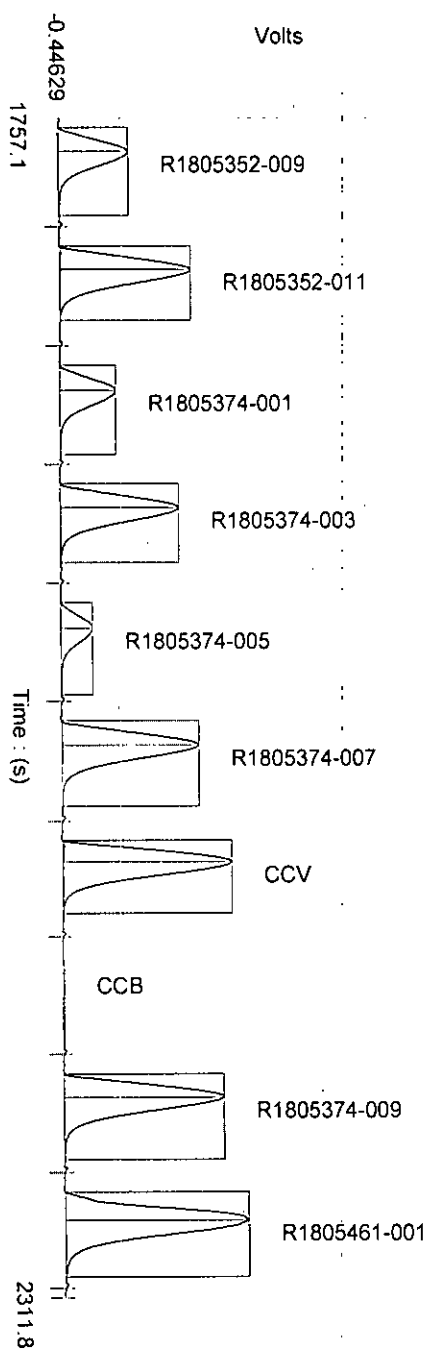 Volts
-0.44629
1757.1
R1805352-009
R1805352-011
R1805374-001
R1805374-003
R1805374-005
Time : (s)
R1805374-007
CCV
CCB
R1805374-009
R1805461-001
2311.8